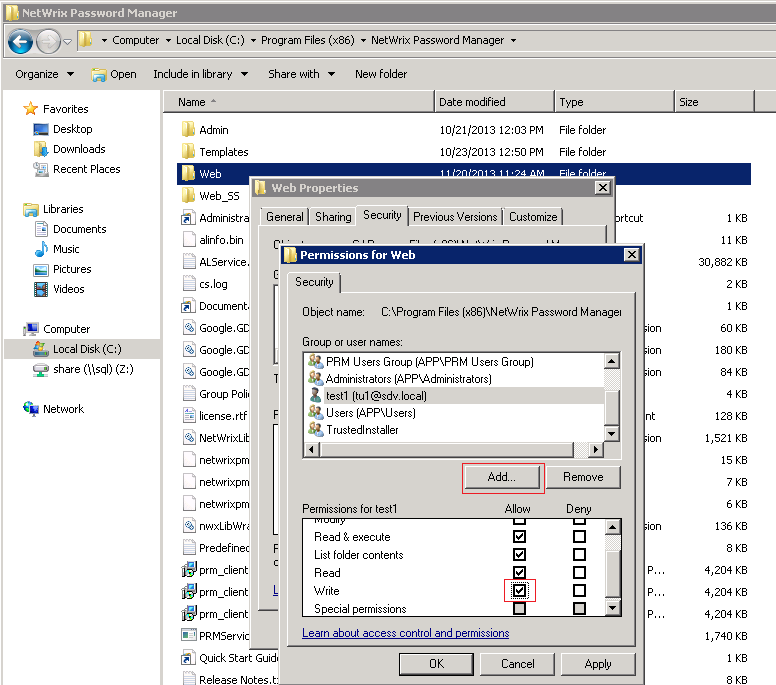 NetWrix Password Manager
Computer Local Disk (C:) Program Files (x86) NetWrix Password Manager
Organize Open Include in library Share with New folder
Favorites
Desktop
Downloads
Recent Places
Libraries
Documents
Music
Pictures
Videos
Computer
Local Disk (C:)
share (\\sql) (Z:)
Network
Name Date modified Type Size
Admin 10/21/2013 12:03 PM File folder
Templates 10/23/2013 12:50 PM File folder
Web 11/20/2013 11:24 AM File folder
Web_SS
Administra ortcut 1 KB
alinfo.bin 11 KB
ALService. 30,882 KB
cs.log 2 KB
Document 1 KB
Google.GD sion 60 KB
Google.GD sion 180 KB
Google.GD sion 84 KB
Group Polic 4 KB
license.rtf ent 128 KB
NetWrixLib sion 1,521 KB
netwrixpm 15 KB
netwrixpm 7 KB
netwrixpm 6 KB
nwxLibWra sion 136 KB
Predefined 8 KB
prm_client P... 4,204 KB
prm_client P... 4,204 KB
prm_client P... 4,204 KB
PRMServic 1,740 KB
Quick Start Guide 1 KB
Release Notes.t 8 KB
Web Properties
General Sharing Security Previous Versions Customize
Permissions for Web
Security
Object name: C:\Program Files (x86)\NetWrix Password Manager
Group or user names:
PRM Users Group (APP\PRM Users Group)
Administrators (APP\Administrators)
test1 (tu1@sdv.local)
Users (APP\Users)
TrustedInstaller
Add... Remove
Permissions for test1 Allow Deny
Modify
Read & execute
List folder contents
Read
Write
Special permissions
Learn about access control and permissions
OK Cancel Apply